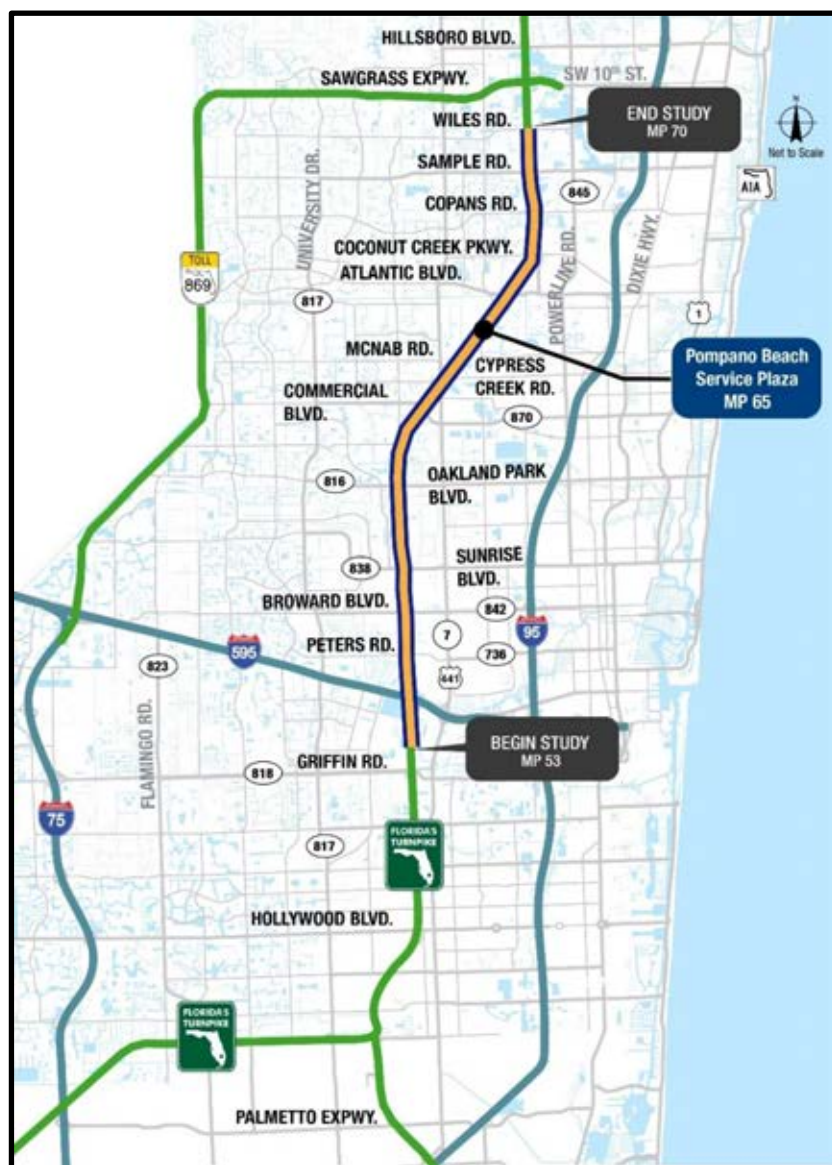 HILLSBORO BLVD.
SAWGRASS EXPWY.
SW 10th ST.
WILES RD.
END STUDY
MP 70
N
Not to Scale
SAMPLE RD.
845
A1A
COPANS RD.
UNIVERSITY DR.
COCONUT CREEK PKWY.
ATLANTIC BLVD.
POWERLINE RD.
DIXIE HWY.
TOLL
869
817
1
MCNAB RD.
CYPRESS
CREEK RD.
Pompano Beach
Service Plaza
MP 65
COMMERCIAL
BLVD.
870
816
OAKLAND PARK
BLVD.
838
SUNRISE
BLVD.
BROWARD BLVD.
842
PETERS RD.
7
95
595
736
823
441
FLAMINGO RD.
BEGIN STUDY
MP 53
GRIFFIN RD.
818
75
817
FLORIDA'S
TURNPIKE
HOLLYWOOD BLVD.
FLORIDA'S
TURNPIKE
PALMETTO EXPWY.